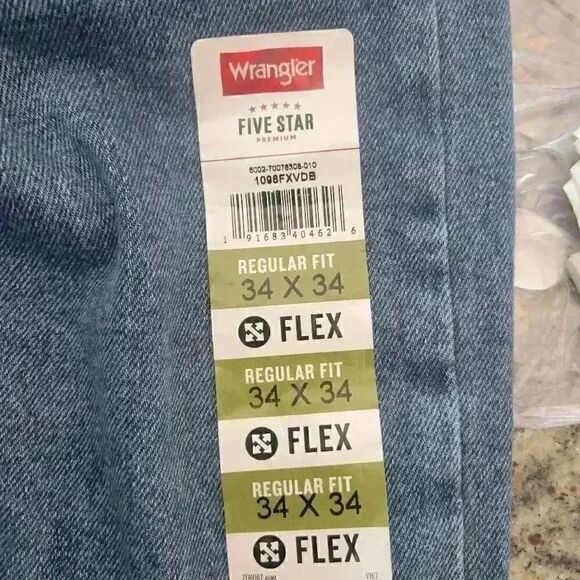 Wrangler
FIVE STAR
PREMIUM
1096FXVDB
1 91683 40462 6
REGULAR FIT
34 X 34
FLEX
REGULAR FIT
34 X 34
FLEX
REGULAR FIT
34 X 34
FLEX